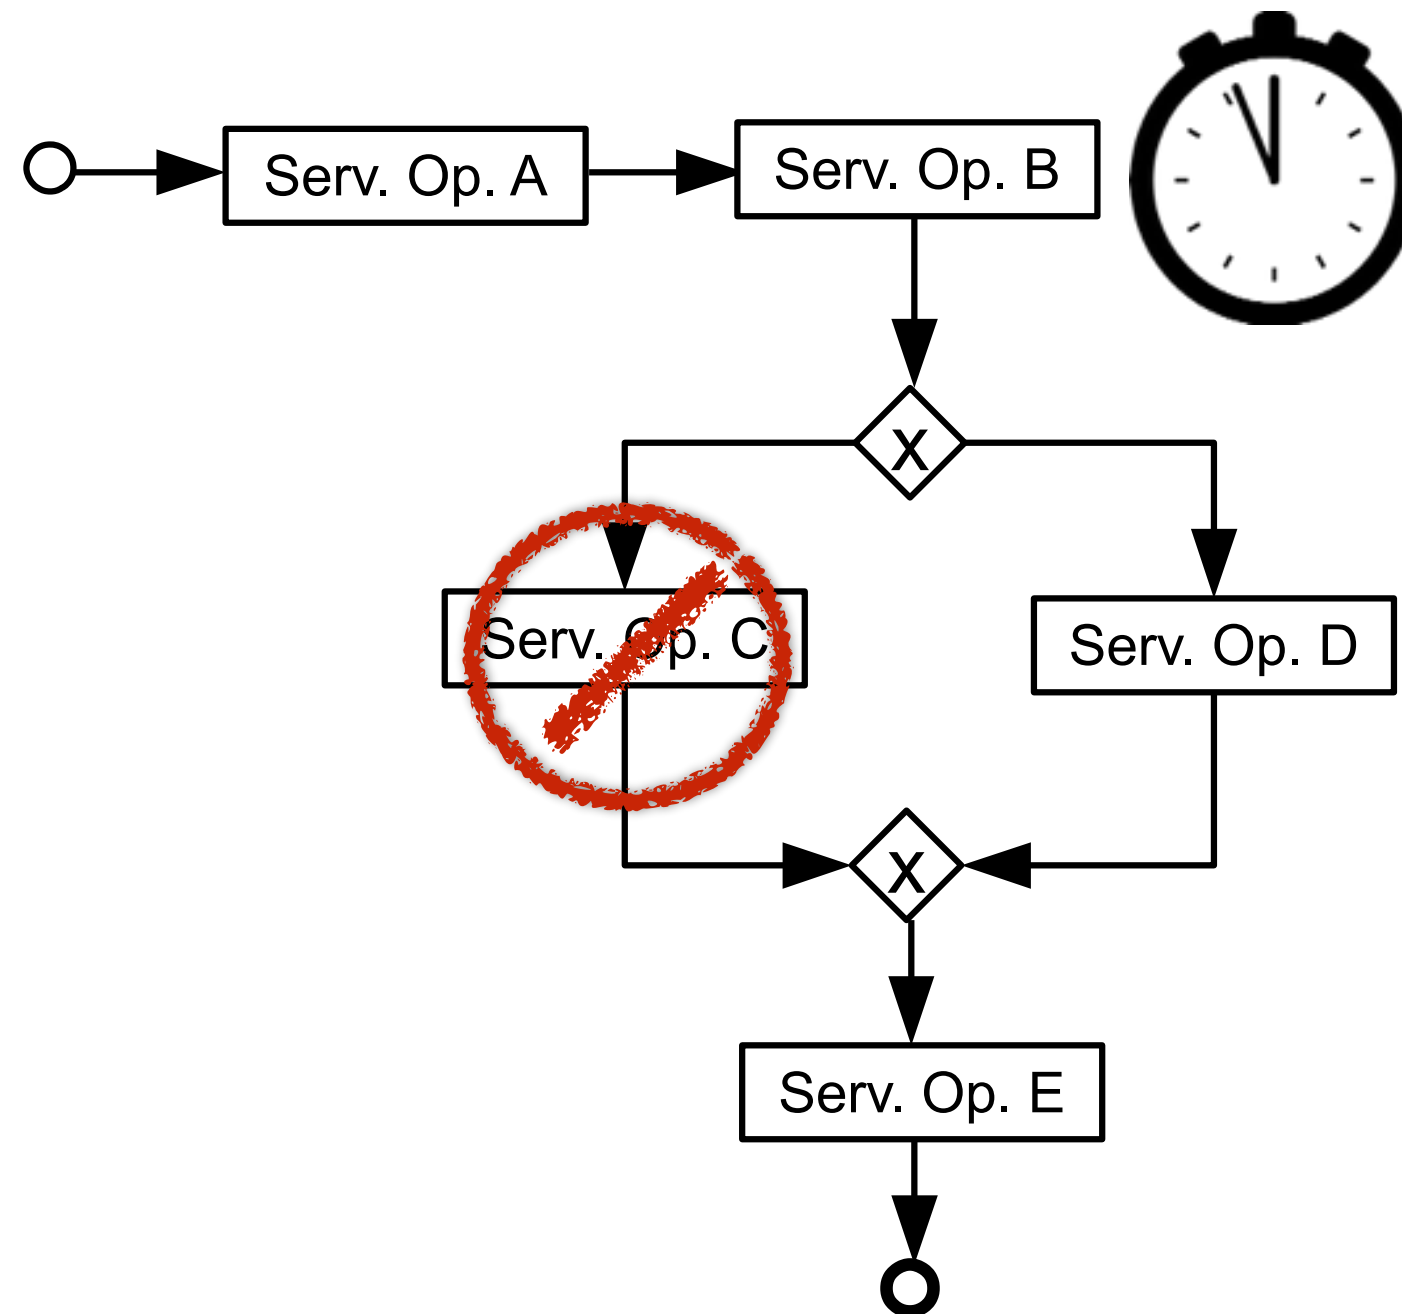 Serv. Op. A
Serv. Op. B
x
Serv. Op. C
Serv. Op. D
x
Serv. Op. E